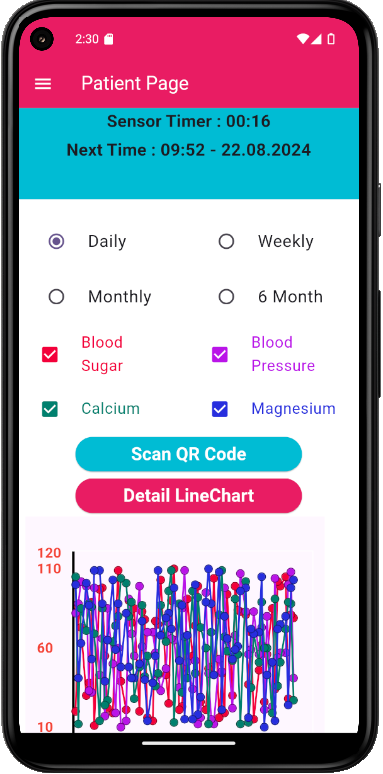 2:30
Patient Page
Sensor Timer : 00:16
Next Time : 09:52 - 22.08.2024
Daily
Weekly
Monthly
6 Month
Blood
Sugar
Blood
Pressure
Calcium
Magnesium
Scan QR Code
Detail LineChart
120
110
60
10